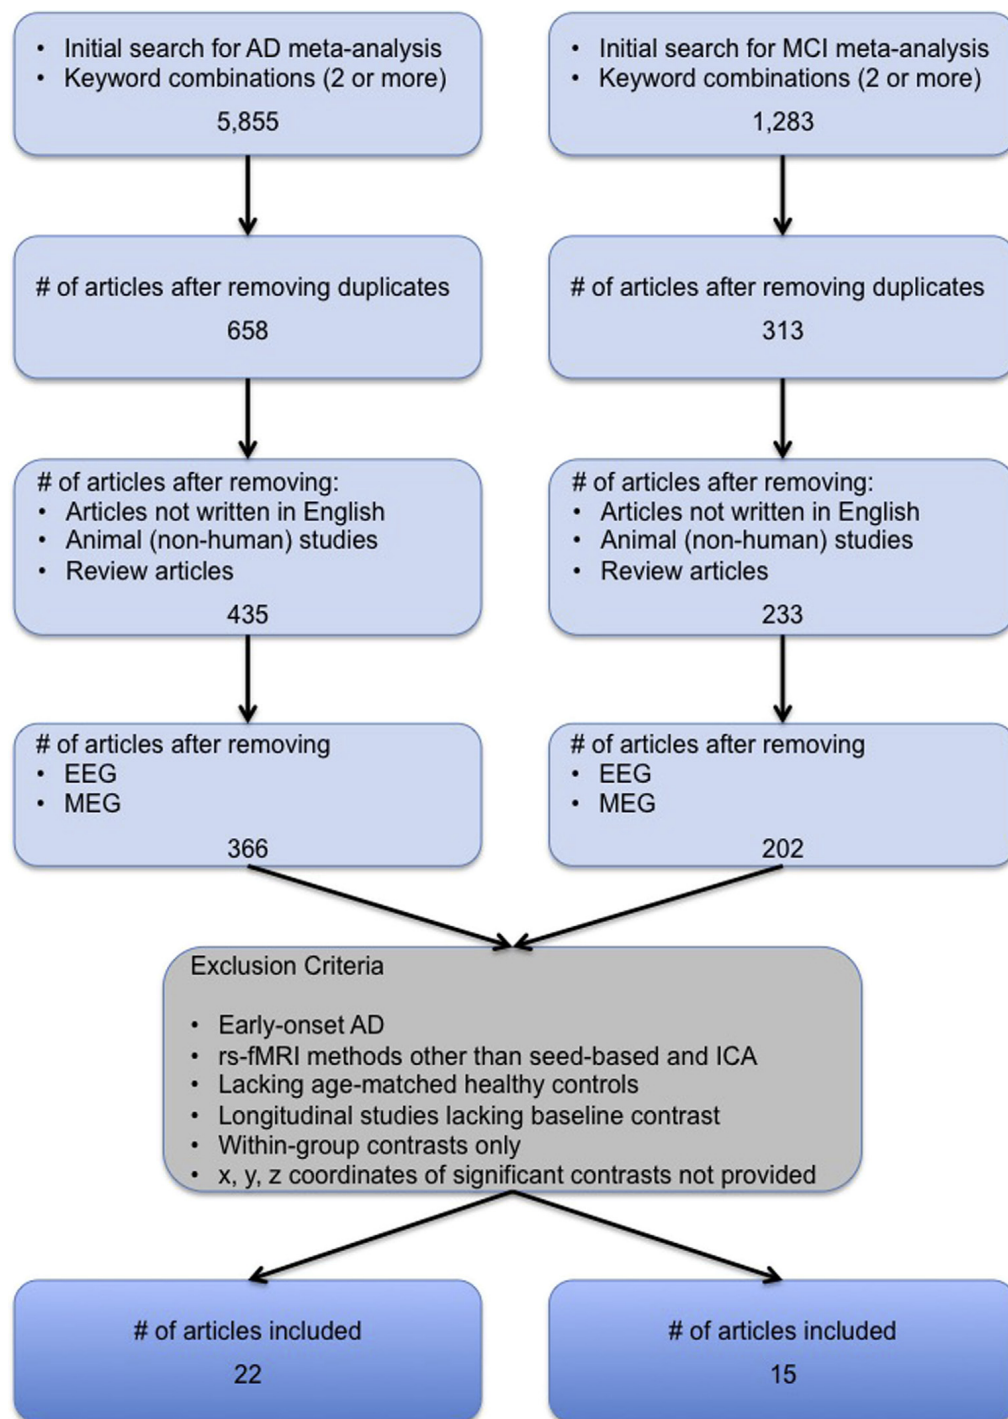 • Initial search for AD meta-analysis
• Keyword combinations (2 or more)
5,855
• Initial search for MCI meta-analysis
• Keyword combinations (2 or more)
1,283
# of articles after removing duplicates
658
# of articles after removing duplicates
313
# of articles after removing:
• Articles not written in English
• Animal (non-human) studies
• Review articles
435
# of articles after removing:
• Articles not written in English
• Animal (non-human) studies
• Review articles
233
# of articles after removing
• EEG
• MEG
366
# of articles after removing
• EEG
• MEG
202
Exclusion Criteria
• Early-onset AD
• rs-fMRI methods other than seed-based and ICA
• Lacking age-matched healthy controls
• Longitudinal studies lacking baseline contrast
• Within-group contrasts only
• x, y, z coordinates of significant contrasts not provided
# of articles included
22
# of articles included
15